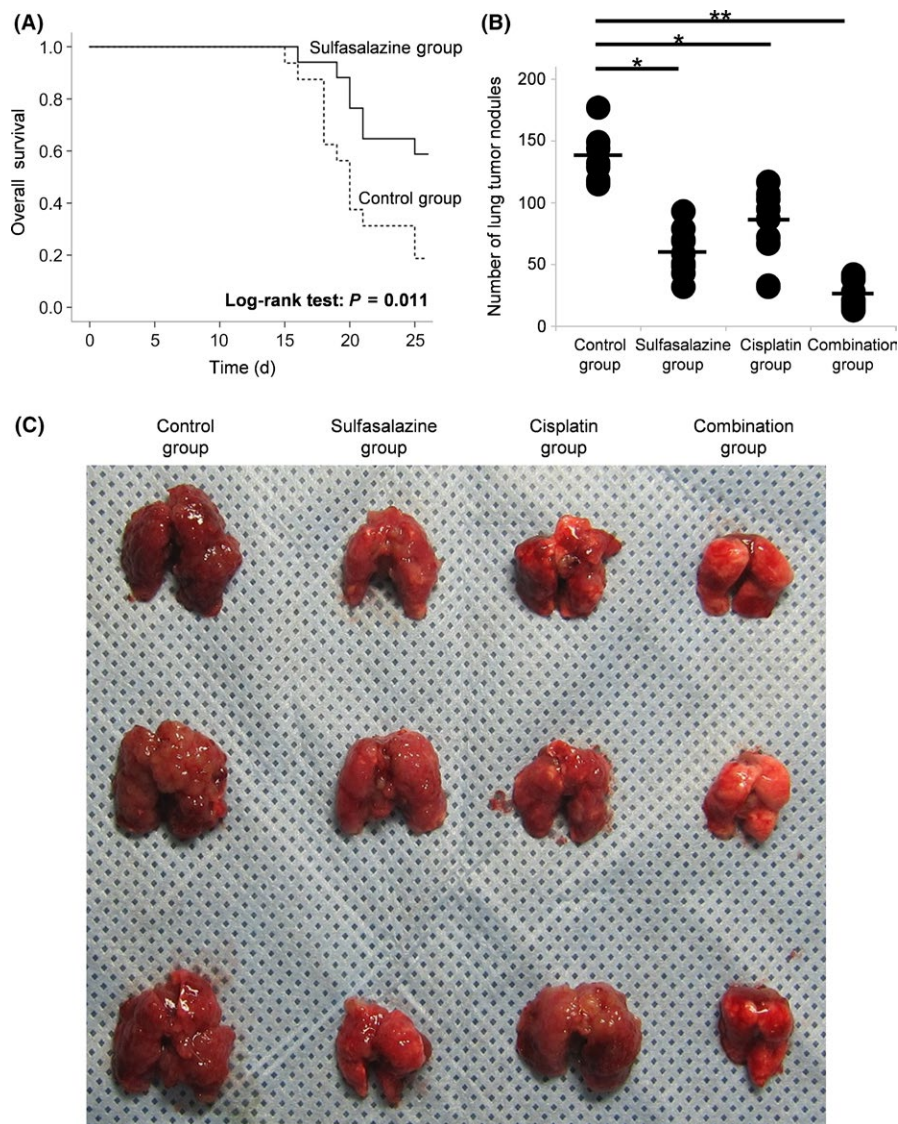 (A)
1.0
0.8
0.6
0.4
0.2
0.0
Overall survival
Sulfasalazine group
Control group
Log-rank test: P = 0.011
0 5 10 15 20 25
Time (d)
(B)
**
*
*
200
150
100
50
0
Number of lung tumor nodules
Control
group
Sulfasalazine
group
Cisplatin
group
Combination
group
(C)
Control
group
Sulfasalazine
group
Cisplatin
group
Combination
group